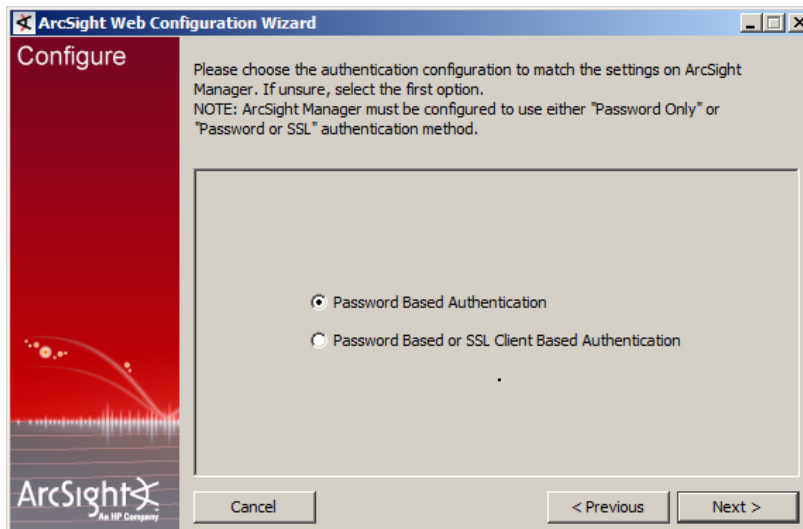 ArcSight Web Configuration Wizard
Configure
Please choose the authentication configuration to match the settings on ArcSight
Manager. If unsure, select the first option.
NOTE: ArcSight Manager must be configured to use either "Password Only" or
"Password or SSL" authentication method.
Password Based Authentication
Password Based or SSL Client Based Authentication
ArcSight
An HP Company
Cancel
< Previous
Next >